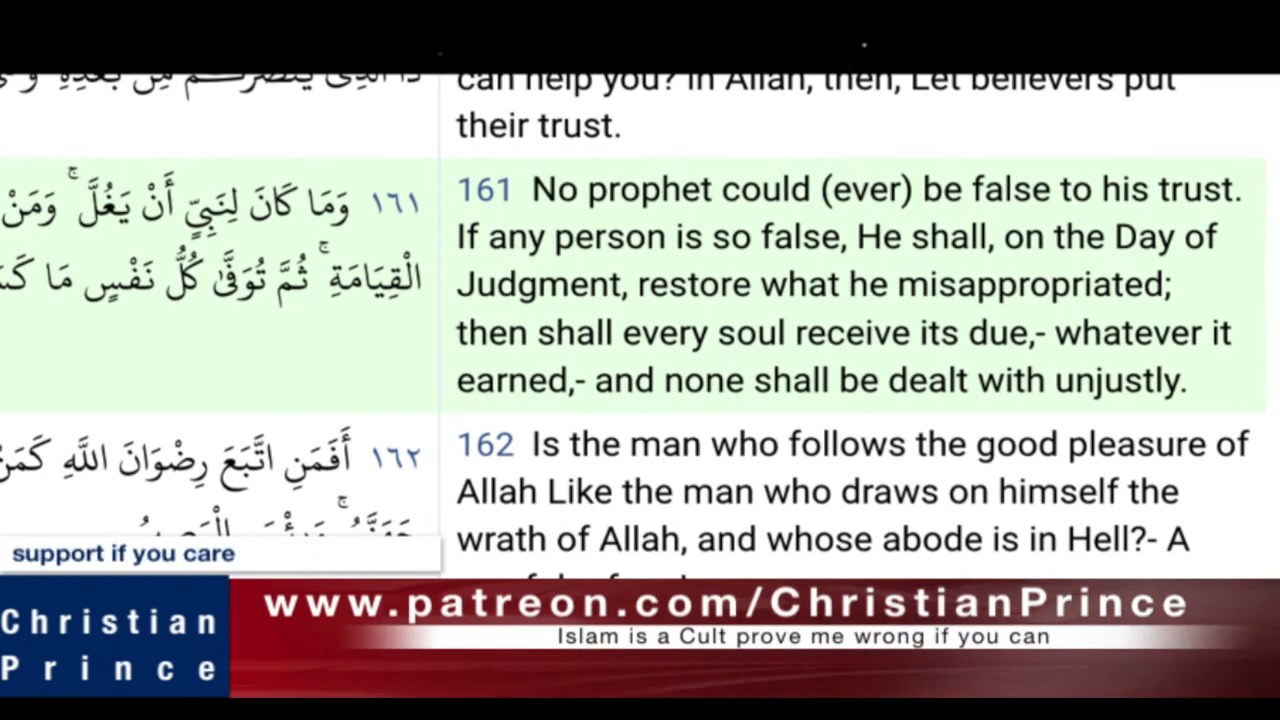 can help you? In Allah, then, Let believers put
their trust.
١٦١ وَمَا كَانَ لِنَبِيٍّ أَنْ يَغُلَّ ۚ وَمَنْ
الْقِيَامَةِ ۚ ثُمَّ تُوَفَّىٰ كُلُّ نَفْسٍ مَا
161 No prophet could (ever) be false to his trust.
If any person is so false, He shall, on the Day of
Judgment, restore what he misappropriated;
then shall every soul receive its due,- whatever it
earned,- and none shall be dealt with unjustly.
١٦٢ أَفَمَنِ اتَّبَعَ رِضْوَانَ اللَّهِ كَمَنْ
162 Is the man who follows the good pleasure of
Allah Like the man who draws on himself the
wrath of Allah, and whose abode is in Hell?- A
support if you care
Christian
Prince
www.patreon.com/ChristianPrince
Islam is a Cult prove me wrong if you can